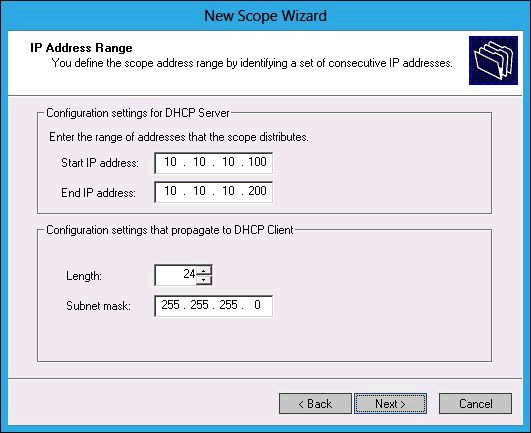 New Scope Wizard
IP Address Range
You define the scope address range by identifying a set of consecutive IP addresses.
Configuration settings for DHCP Server
Enter the range of addresses that the scope distributes.
Start IP address: 10 . 10 . 10 . 100
End IP address: 10 . 10 . 10 . 200
Configuration settings that propagate to DHCP Client
Length: 24
Subnet mask: 255 . 255 . 255 . 0
< Back Next > Cancel